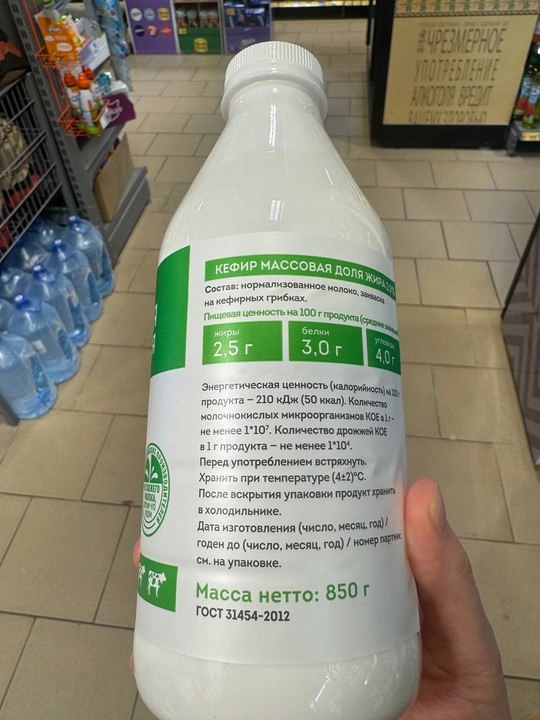 ЧРЕЗМЕРНОЕ
УПОТРЕБЛЕНИЕ
АЛКОГОЛЯ ВРЕДИТ
КЕФИР МАССОВАЯ ДОЛЯ ЖИРА
Состав: нормализованное молоко, закваска
на кефирных грибках.
Пищевая ценность на 100 г продукта (средние
жиры
2,5 г
белки
3,0 г
углеводы
4,0 г
Энергетическая ценность (калорийность) на 100 г
продукта – 210 кДж (50 ккал). Количество
молочнокислых микроорганизмов КОЕ в 1 г –
не менее 1*10⁷. Количество дрожжей КОЕ
в 1 г продукта – не менее 1*10⁴.
Перед употреблением встряхнуть.
Хранить при температуре (4±2)°С.
После вскрытия упаковки продукт хранить
в холодильнике.
Дата изготовления (число, месяц, год) /
годен до (число, месяц, год) / номер партии:
см. на упаковке.
Масса нетто: 850 г
ГОСТ 31454-2012